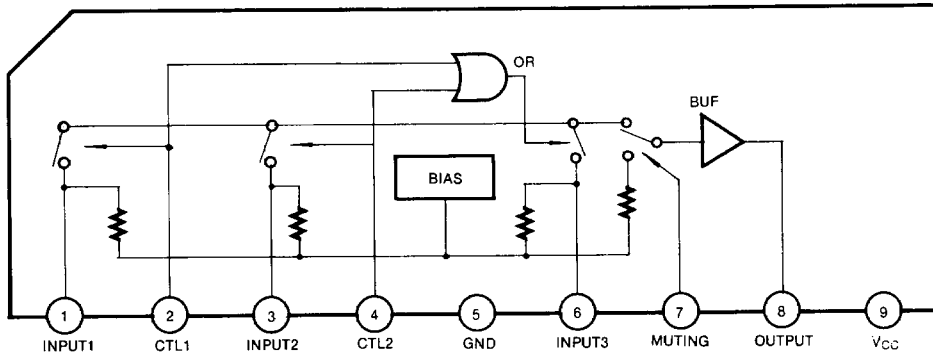 OR
BUF
BIAS
1 2 3 4 5 6 7 8 9
INPUT1 CTL1 INPUT2 CTL2 GND INPUT3 MUTING OUTPUT VCC